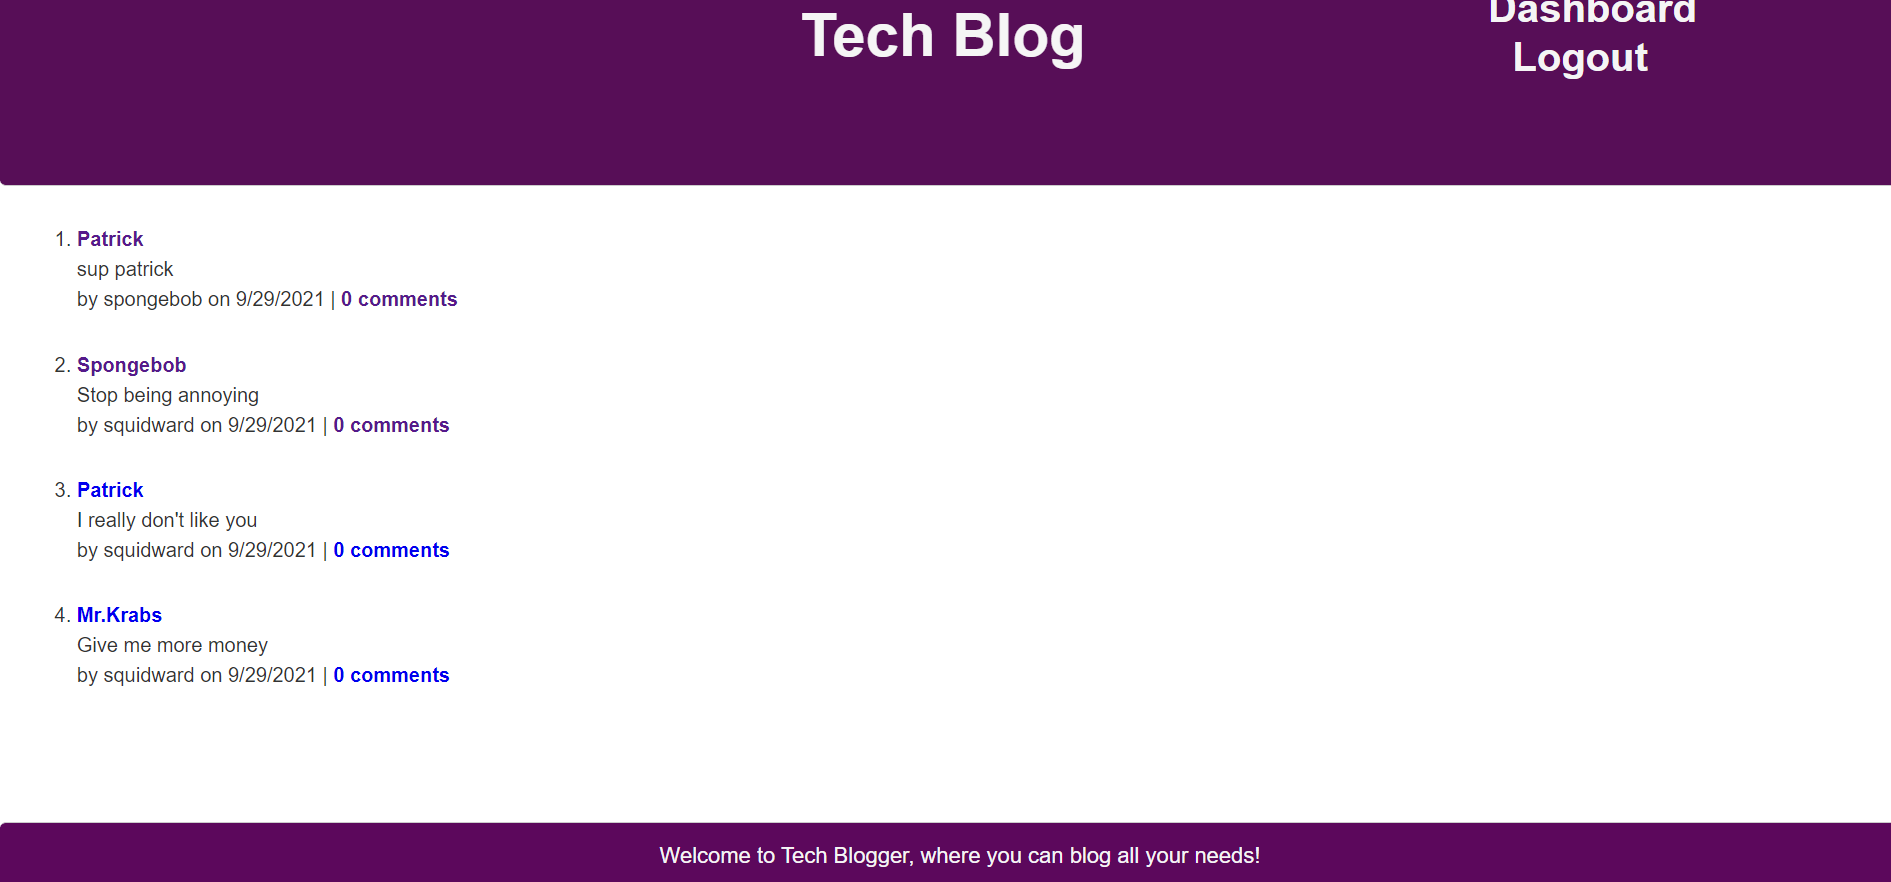 Tech Blog
Dashboard
Logout
1. Patrick
sup patrick
by spongebob on 9/29/2021 | 0 comments
2. Spongebob
Stop being annoying
by squidward on 9/29/2021 | 0 comments
3. Patrick
I really don't like you
by squidward on 9/29/2021 | 0 comments
4. Mr.Krabs
Give me more money
by squidward on 9/29/2021 | 0 comments
Welcome to Tech Blogger, where you can blog all your needs!